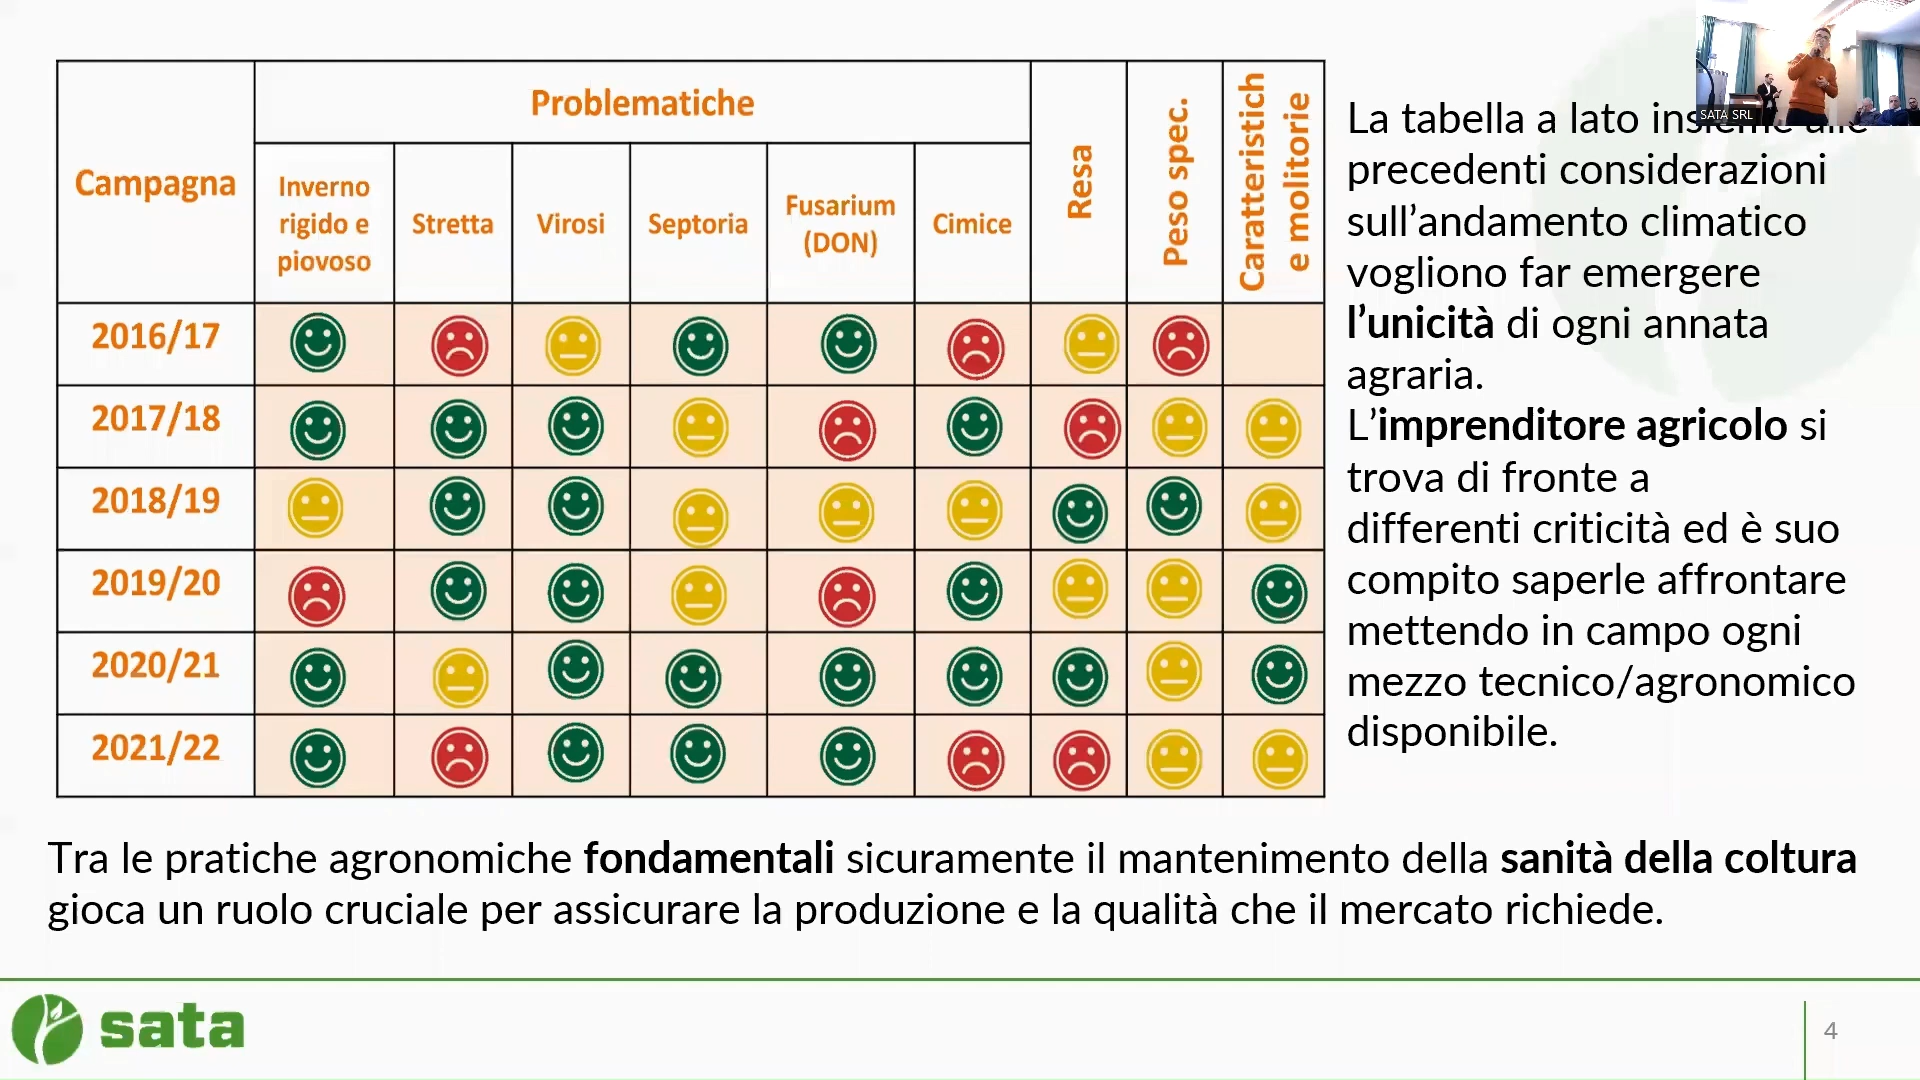 Campagna
Problematiche
Inverno
rigido e
piovoso
Stretta
Virosi
Septoria
Fusarium
(DON)
Cimice
Resa
Peso spec.
Caratteristich
e molitorie
2016/17
2017/18
2018/19
2019/20
2020/21
2021/22
SATA SRL
La tabella a lato insieme alle
precedenti considerazioni
sull’andamento climatico
vogliono far emergere
l’unicità di ogni annata
agraria.
L’imprenditore agricolo si
trova di fronte a
differenti criticità ed è suo
compito saperle affrontare
mettendo in campo ogni
mezzo tecnico/agronomico
disponibile.
Tra le pratiche agronomiche fondamentali sicuramente il mantenimento della sanità della coltura
gioca un ruolo cruciale per assicurare la produzione e la qualità che il mercato richiede.
sata
4